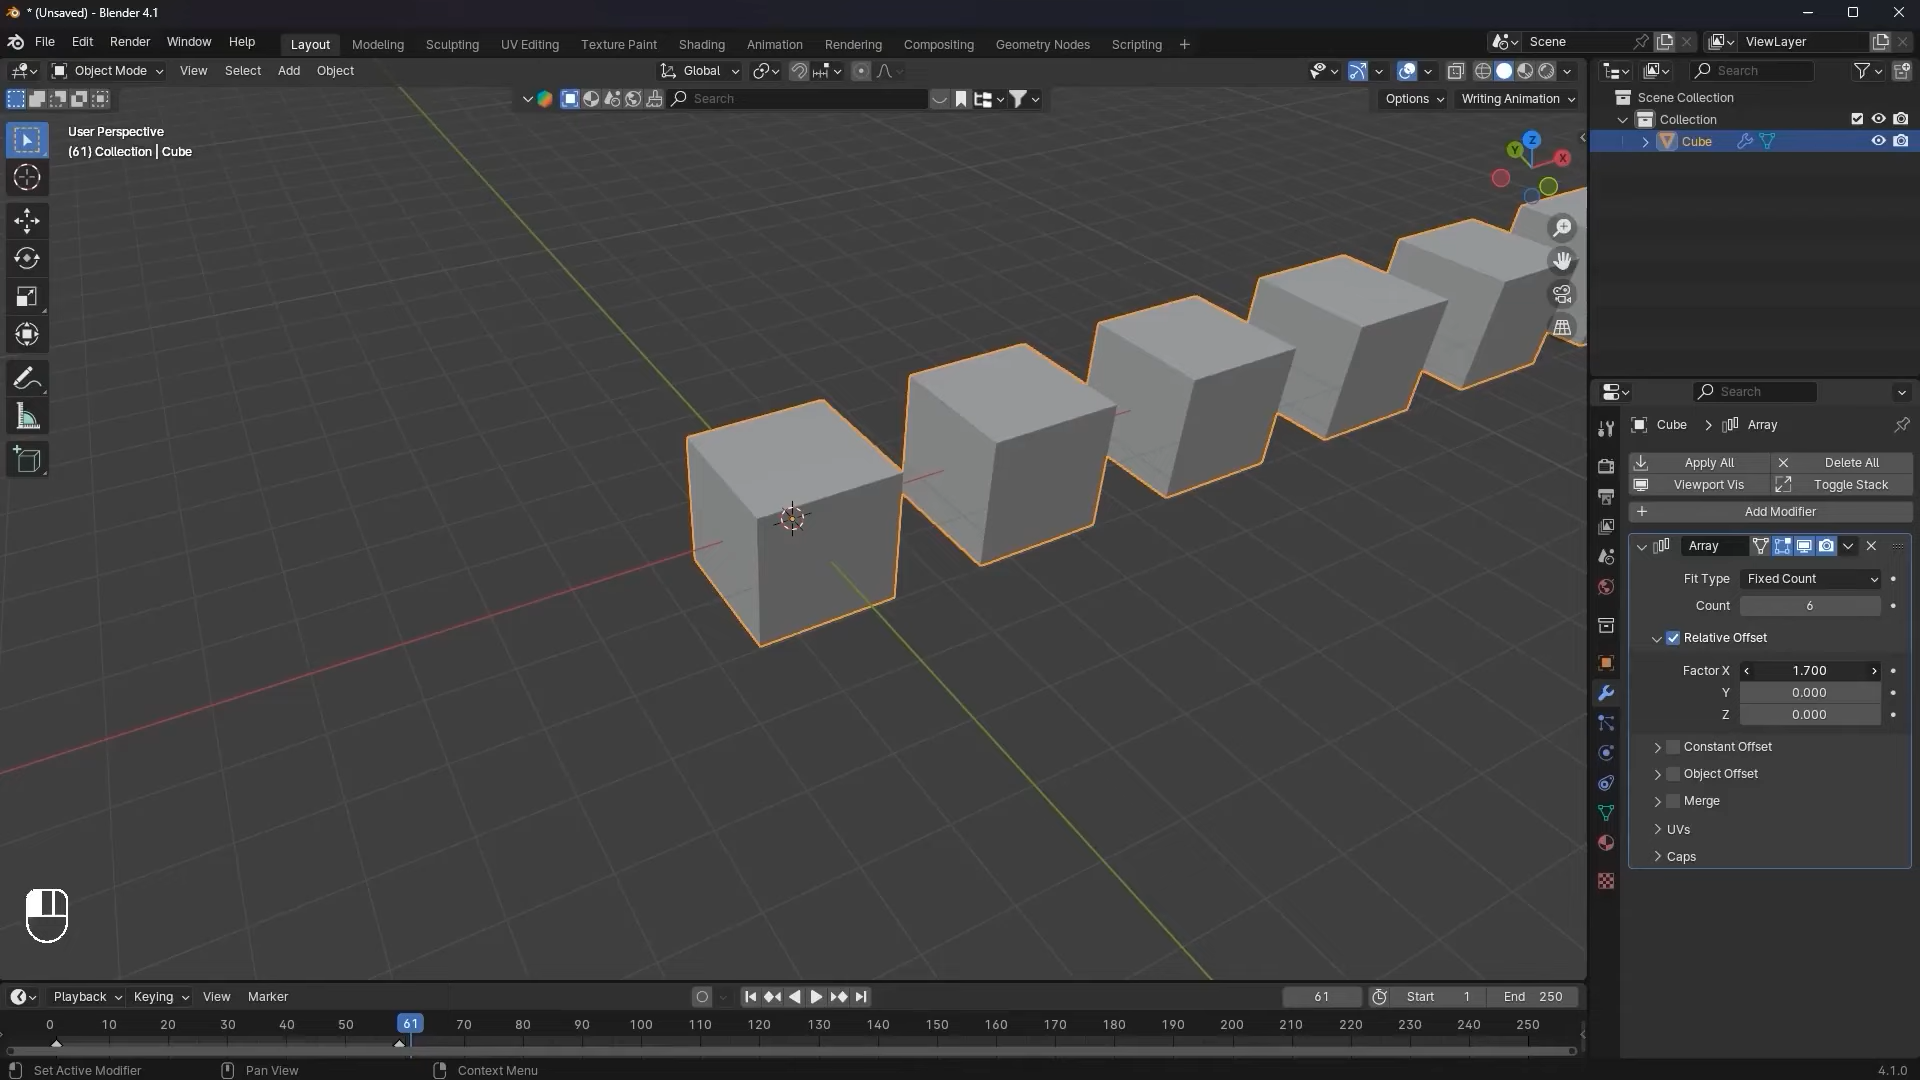 * (Unsaved) - Blender 4.1
File Edit Render Window Help Layout Modeling Sculpting UV Editing Texture Paint Shading Animation Rendering Compositing Geometry Nodes Scripting + Scene ViewLayer
Object Mode View Select Add Object Global Search
Search Options Writing Animation Scene Collection
User Perspective
(61) Collection | Cube
Collection
Cube
Z
Y
X
Search
Cube > Array
Apply All Delete All
Viewport Vis Toggle Stack
+ Add Modifier
Array
Fit Type Fixed Count
Count 6
Relative Offset
Factor X 1.700
Y 0.000
Z 0.000
Constant Offset
Object Offset
Merge
UVs
Caps
Playback Keying View Marker 61 Start 1 End 250
0 10 20 30 40 50 61 70 80 90 100 110 120 130 140 150 160 170 180 190 200 210 220 230 240 250
Set Active Modifier Pan View Context Menu 4.1.0